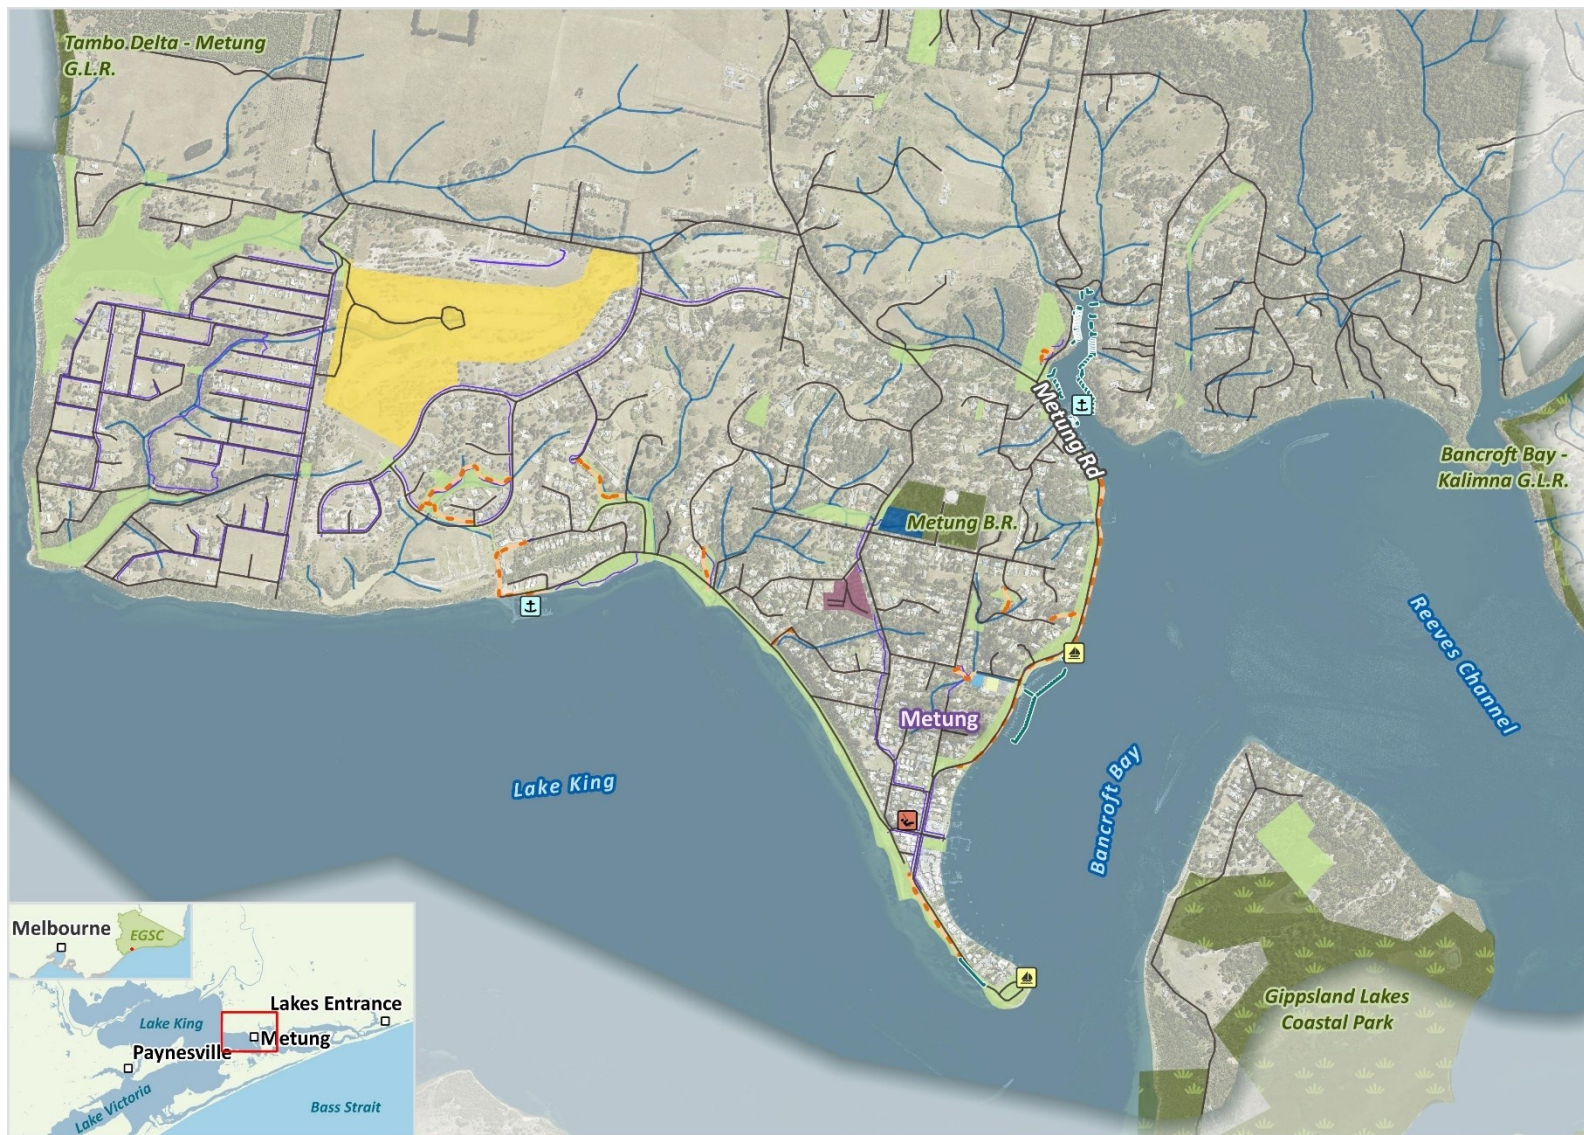 Tambo Delta - Metung
G.L.R.
Metung Rd
Bancroft Bay -
Kalimna G.L.R.
Metung B.R.
Reeves Channel
Metung
Lake King
Bancroft Bay
Gippsland Lakes
Coastal Park
Melbourne
EGSC
Lakes Entrance
Lake King
Metung
Paynesville
Lake Victoria
Bass Strait